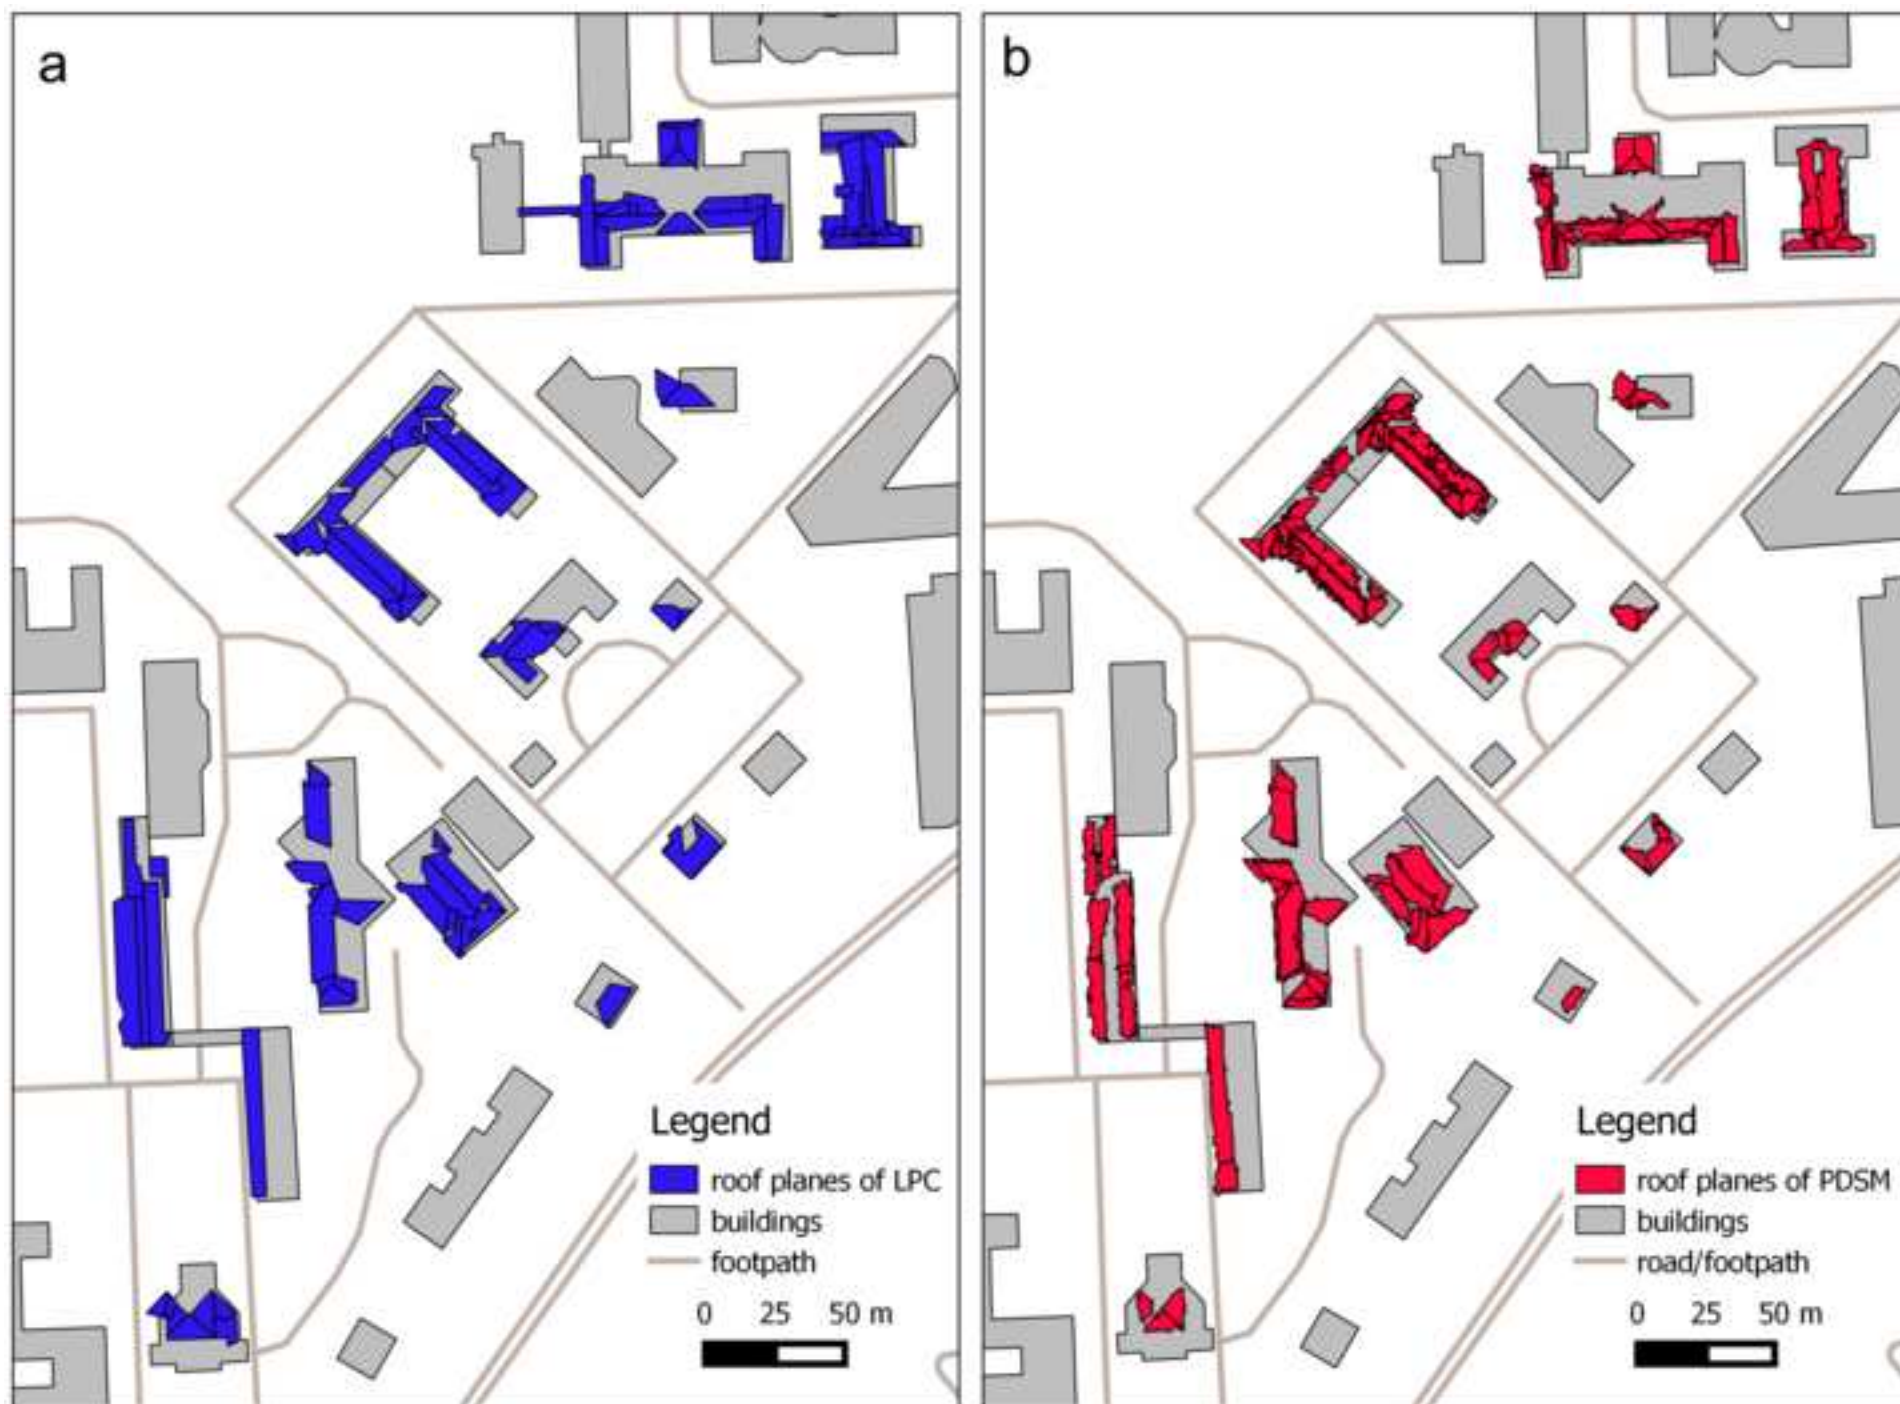 a
b
Legend
roof planes of LPC
buildings
footpath
0 25 50 m
Legend
roof planes of PDSM
buildings
road/footpath
0 25 50 m